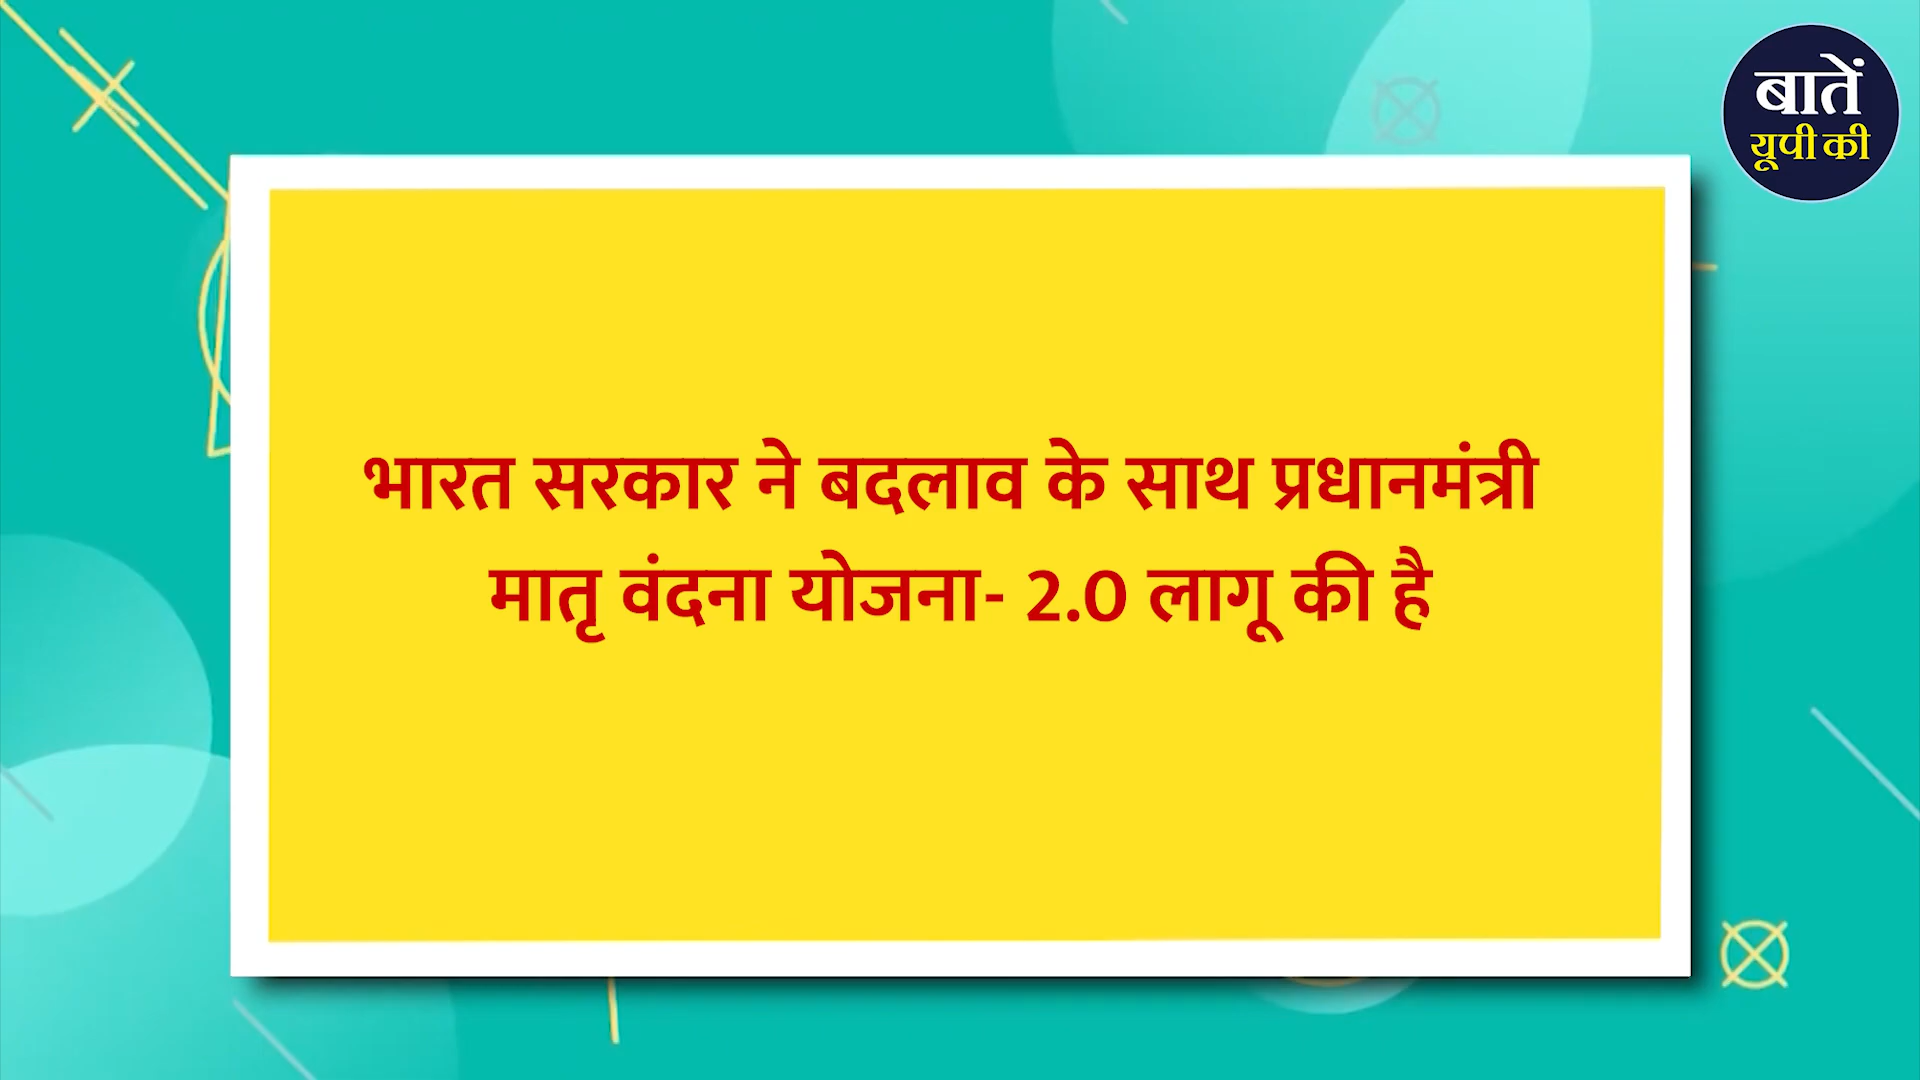 बातें
यूपी की
भारत सरकार ने बदलाव के साथ प्रधानमंत्री
मातृ वंदना योजना- 2.0 लागू की है